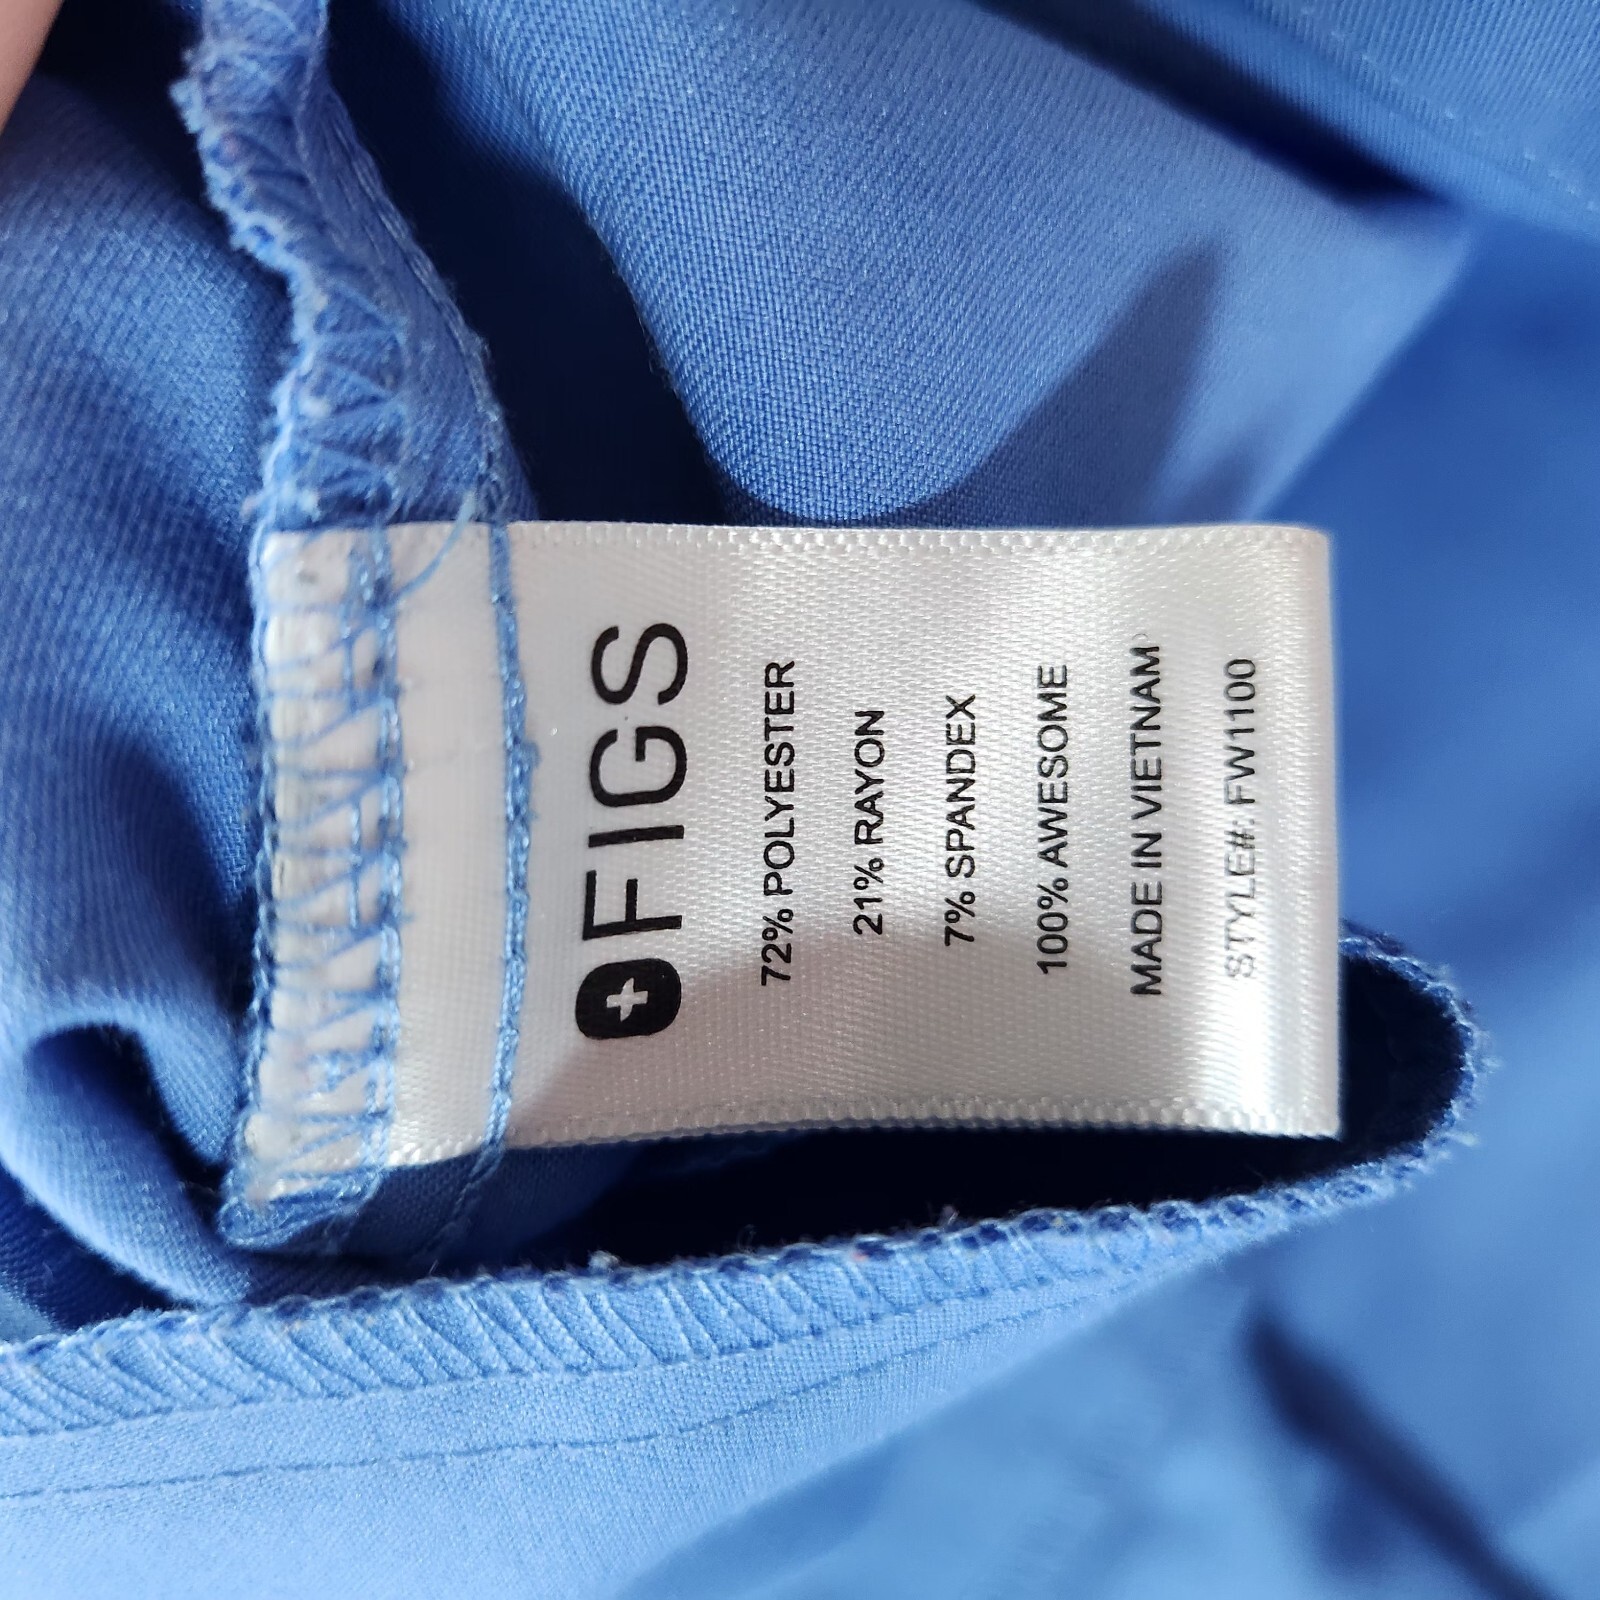 FIGS
72% POLYESTER
21% RAYON
7% SPANDEX
100% AWESOME
MADE IN VIETNAM
STYLE#: FW1100